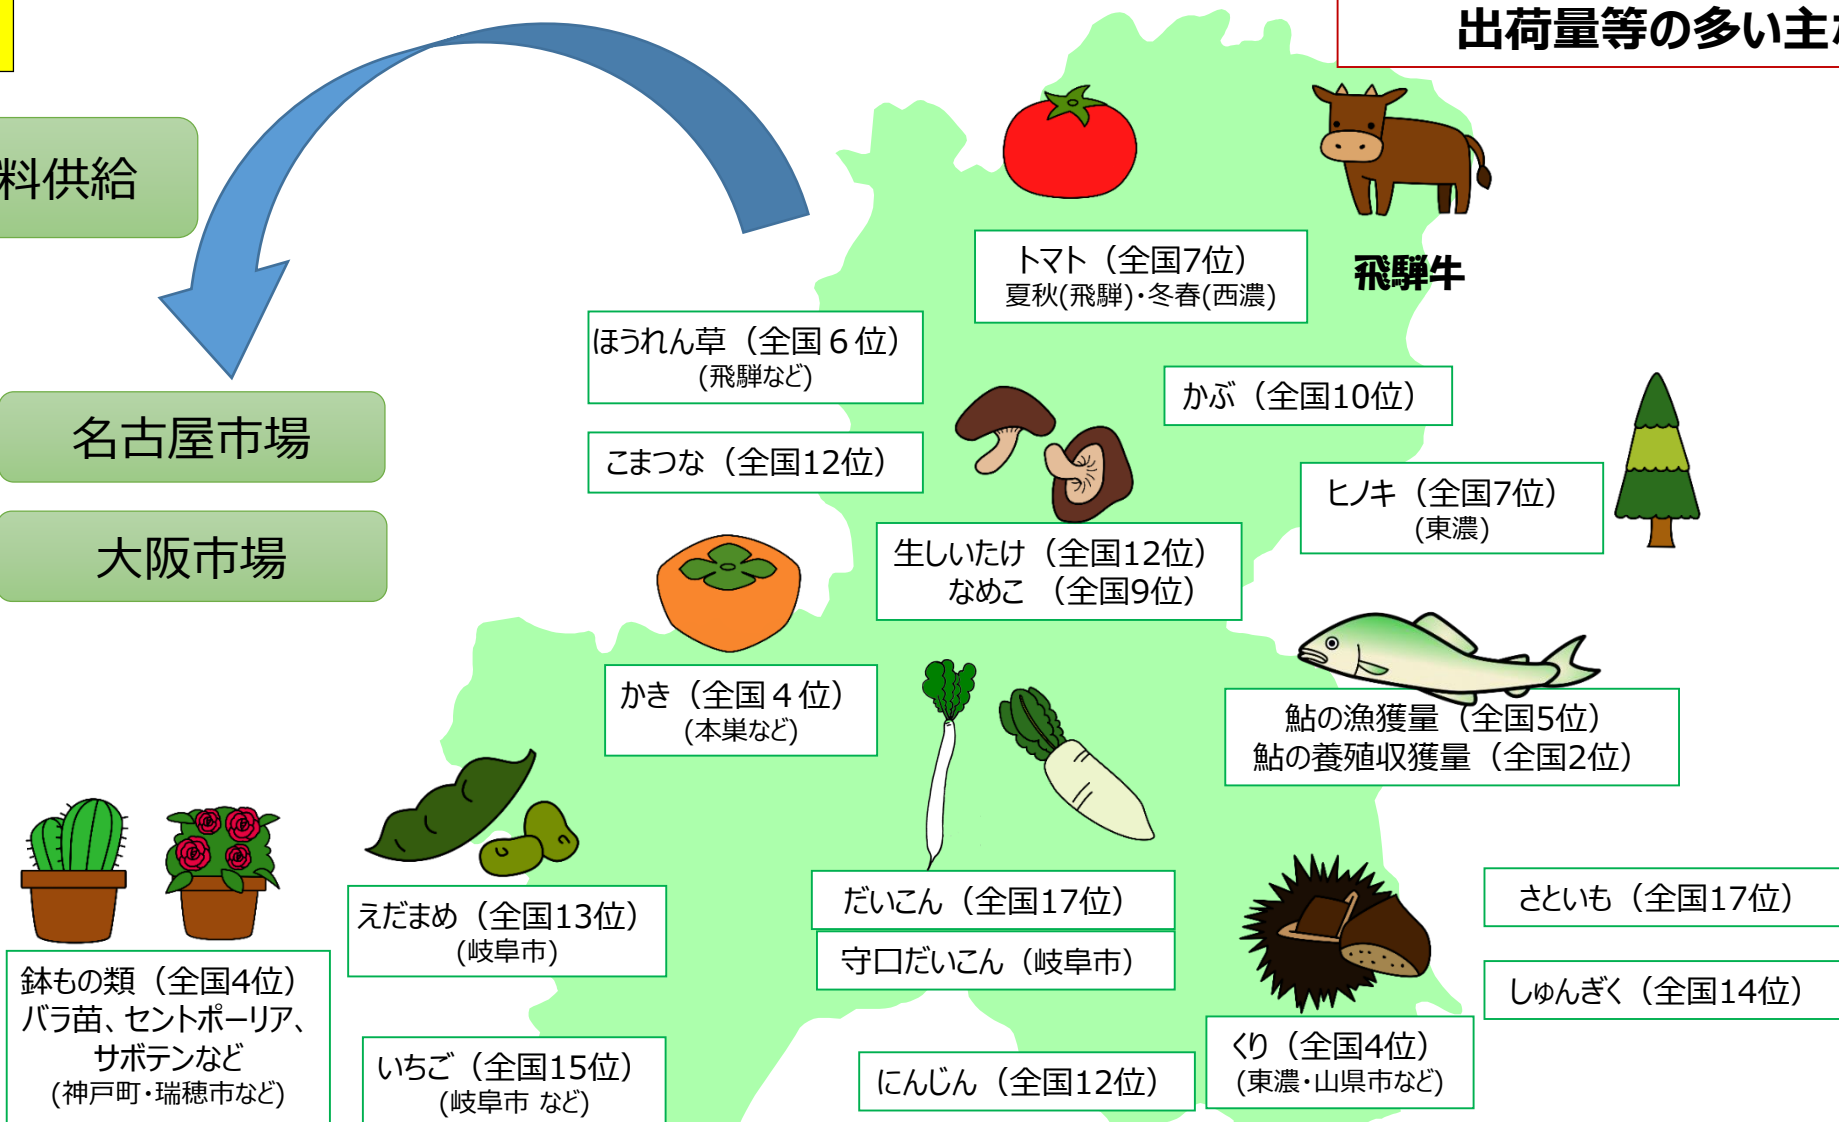 出荷量等の多い主な
料供給
名古屋市場
大阪市場
トマト（全国7位）
夏秋(飛騨)・冬春(西濃)
飛騨牛
ほうれん草（全国６位）
(飛騨など)
かぶ（全国10位）
こまつな（全国12位）
ヒノキ（全国7位）
(東濃)
生しいたけ（全国12位）
なめこ （全国9位）
かき（全国４位）
(本巣など)
鮎の漁獲量（全国5位）
鮎の養殖収獲量（全国2位）
えだまめ（全国13位）
(岐阜市)
だいこん（全国17位）
守口だいこん（岐阜市）
さといも（全国17位）
しゅんぎく（全国14位）
鉢もの類（全国4位）
バラ苗、セントポーリア、
サボテンなど
(神戸町・瑞穂市など)
いちご（全国15位）
(岐阜市 など)
にんじん（全国12位）
くり（全国4位）
(東濃・山県市など)